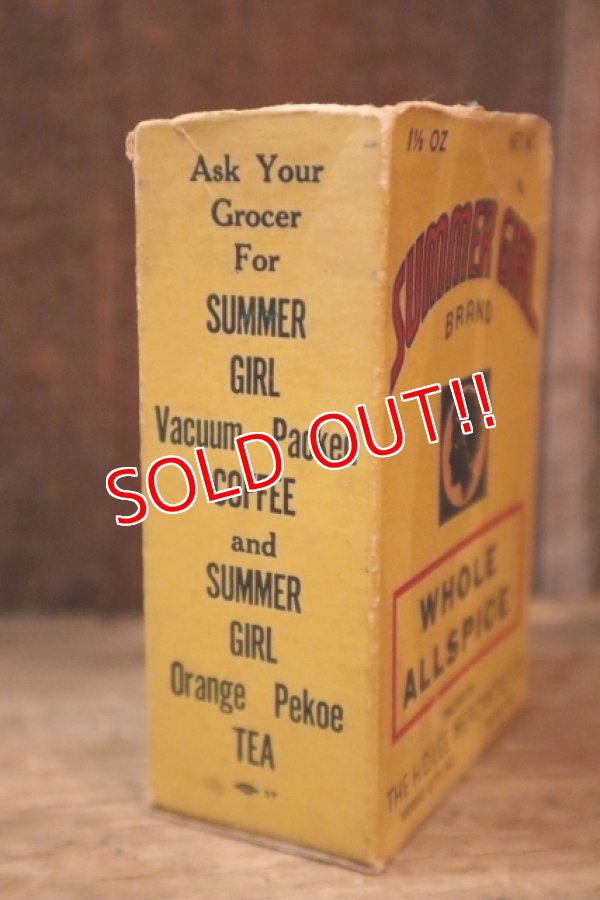 Ask Your
Grocer
For
SUMMER
GIRL
Vacuum Packed
COFFEE
and
SUMMER
GIRL
Orange Pekoe
TEA
57
1½ OZ
SUMMER GIRL
BRAND
WHOLE
ALLSPICE
SOLD OUT!!